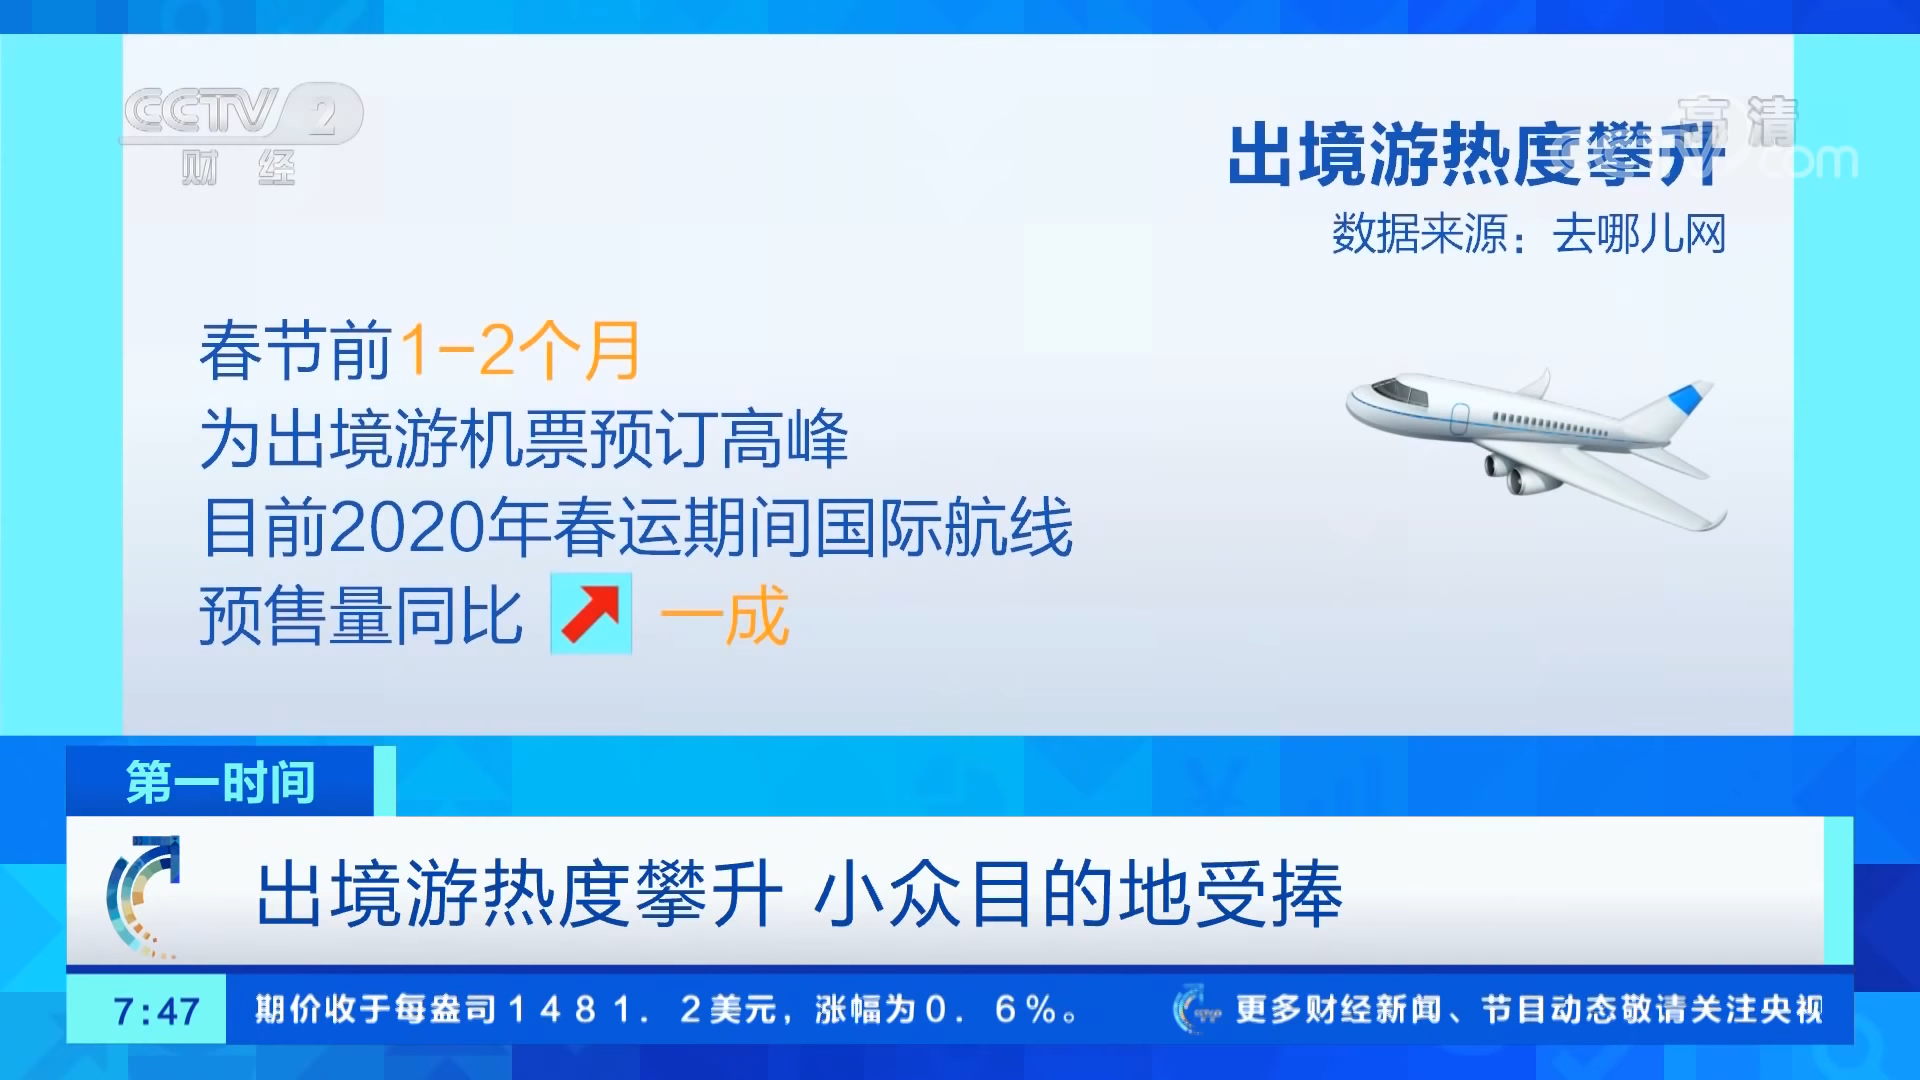 CCTV 2
财 经
高 清
CCTV.com
出境游热度攀升
数据来源：去哪儿网
春节前1-2个月
为出境游机票预订高峰
目前2020年春运期间国际航线
预售量同比 一成
第一时间
出境游热度攀升 小众目的地受捧
7:47 期价收于每盎司1481.2美元，涨幅为0.6%。 更多财经新闻、节目动态敬请关注央视